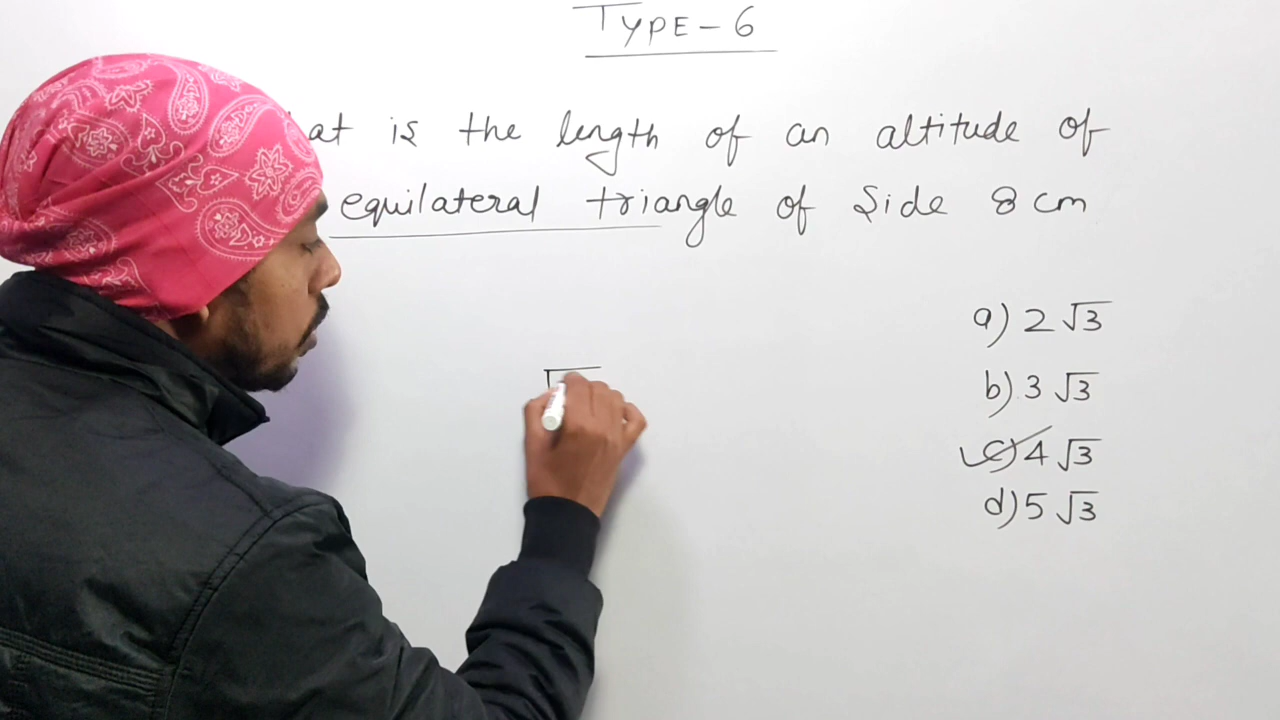 TYPE-6
at is the length of an altitude of
equilateral triangle of Side 8 cm
a) 2 √3
b) 3 √3
c) 4 √3
d) 5 √3